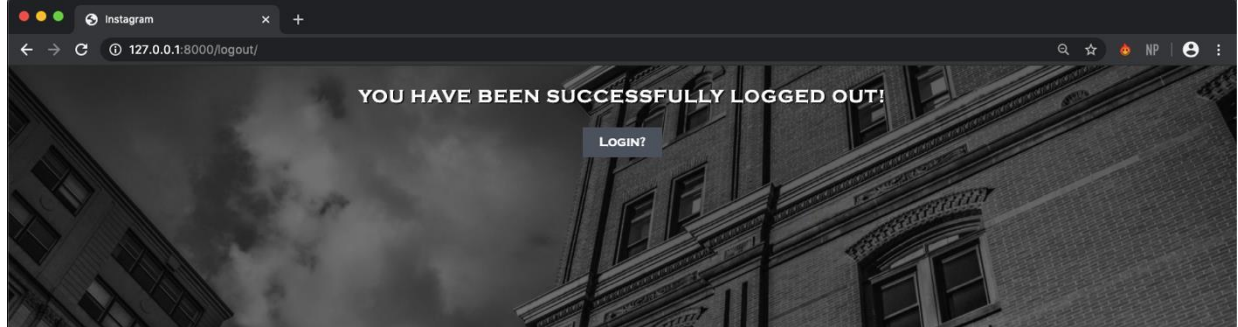 Instagram
127.0.0.1:8000/logout/
NP
YOU HAVE BEEN SUCCESSFULLY LOGGED OUT!
LOGIN?